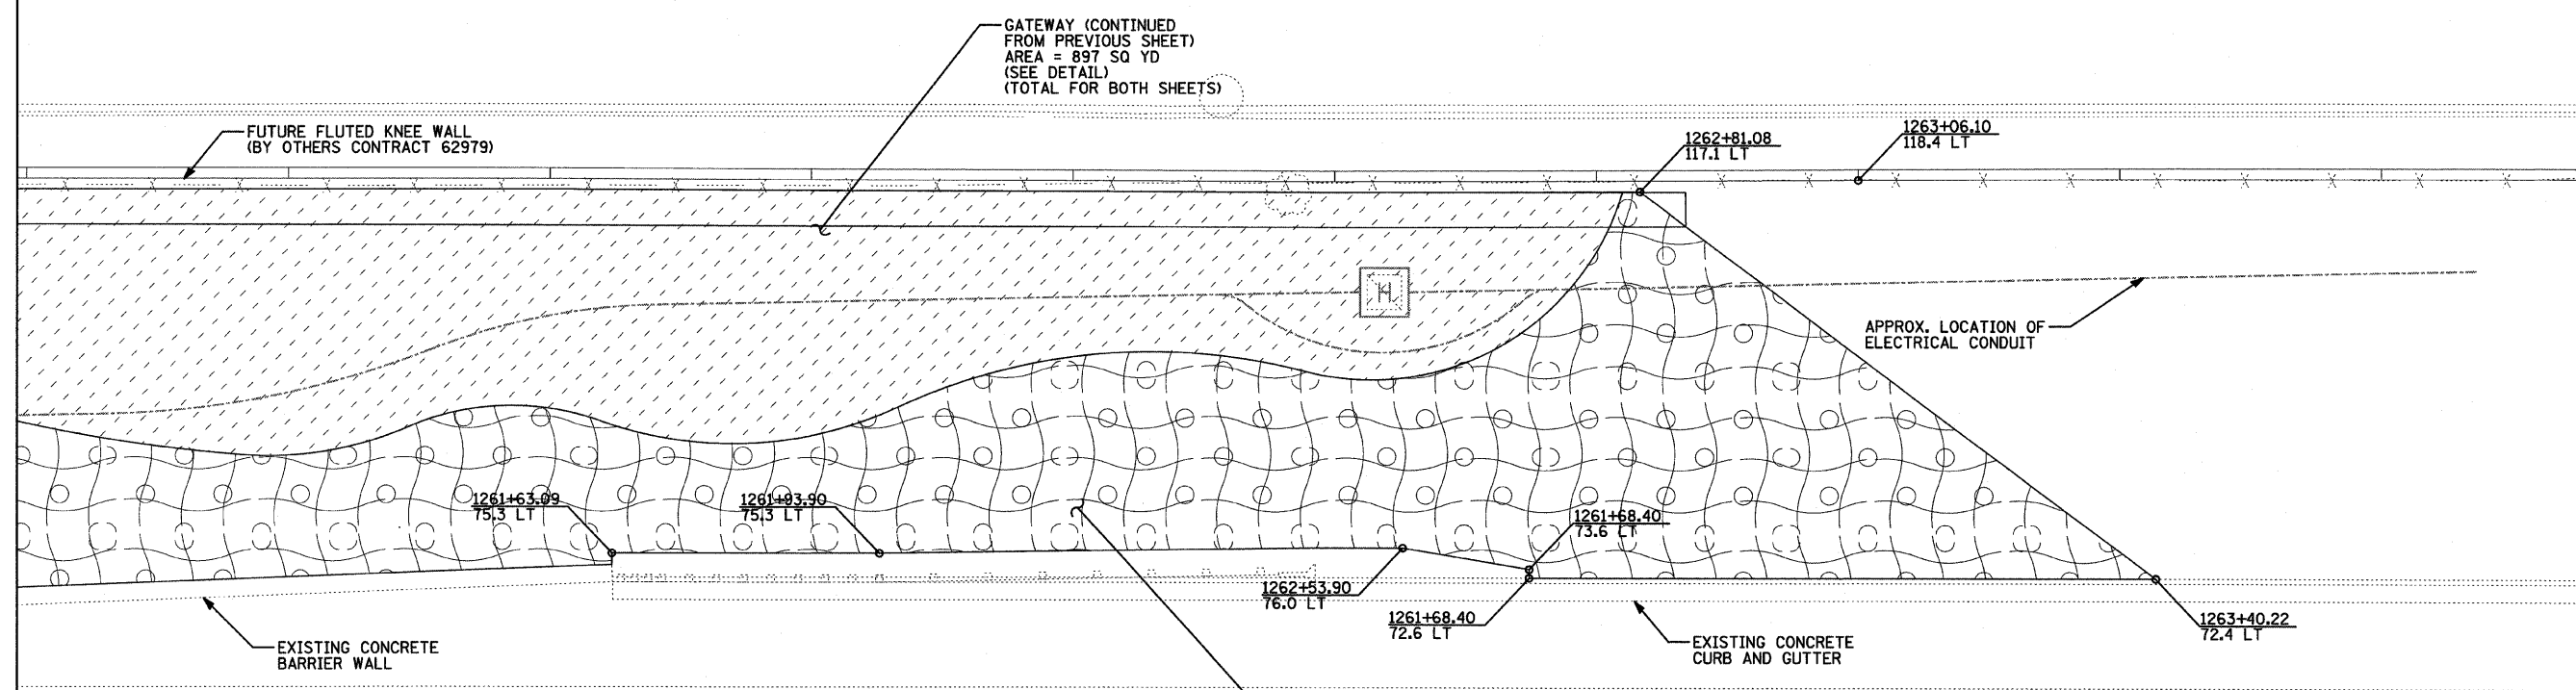 GATEWAY (CONTINUED
FROM PREVIOUS SHEET)
AREA = 897 SQ YD
(SEE DETAIL)
(TOTAL FOR BOTH SHEETS)
FUTURE FLUTED KNEE WALL
(BY OTHERS CONTRACT 62979)
1262+81.08
117.1 LT
1263+06.10
118.4 LT
H
APPROX. LOCATION OF
ELECTRICAL CONDUIT
1261+63.09
75.3 LT
1261+93.90
75.3 LT
1261+68.40
73.6 LT
1262+53.90
76.0 LT
1261+68.40
72.6 LT
1263+40.22
72.4 LT
EXISTING CONCRETE
BARRIER WALL
EXISTING CONCRETE
CURB AND GUTTER